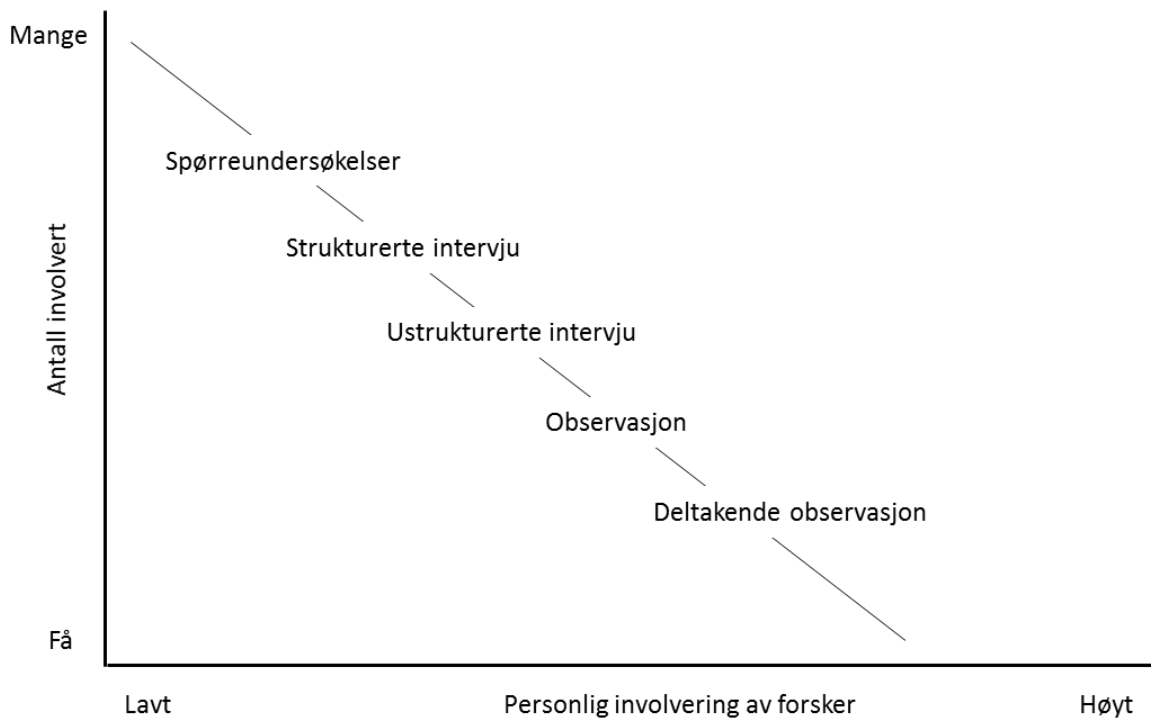 Mange
Spørreundersøkelser
Strukturerte intervju
Ustrukturerte intervju
Observasjon
Deltakende observasjon
Antall involvert
Få
Lavt
Personlig involvering av forsker
Høyt